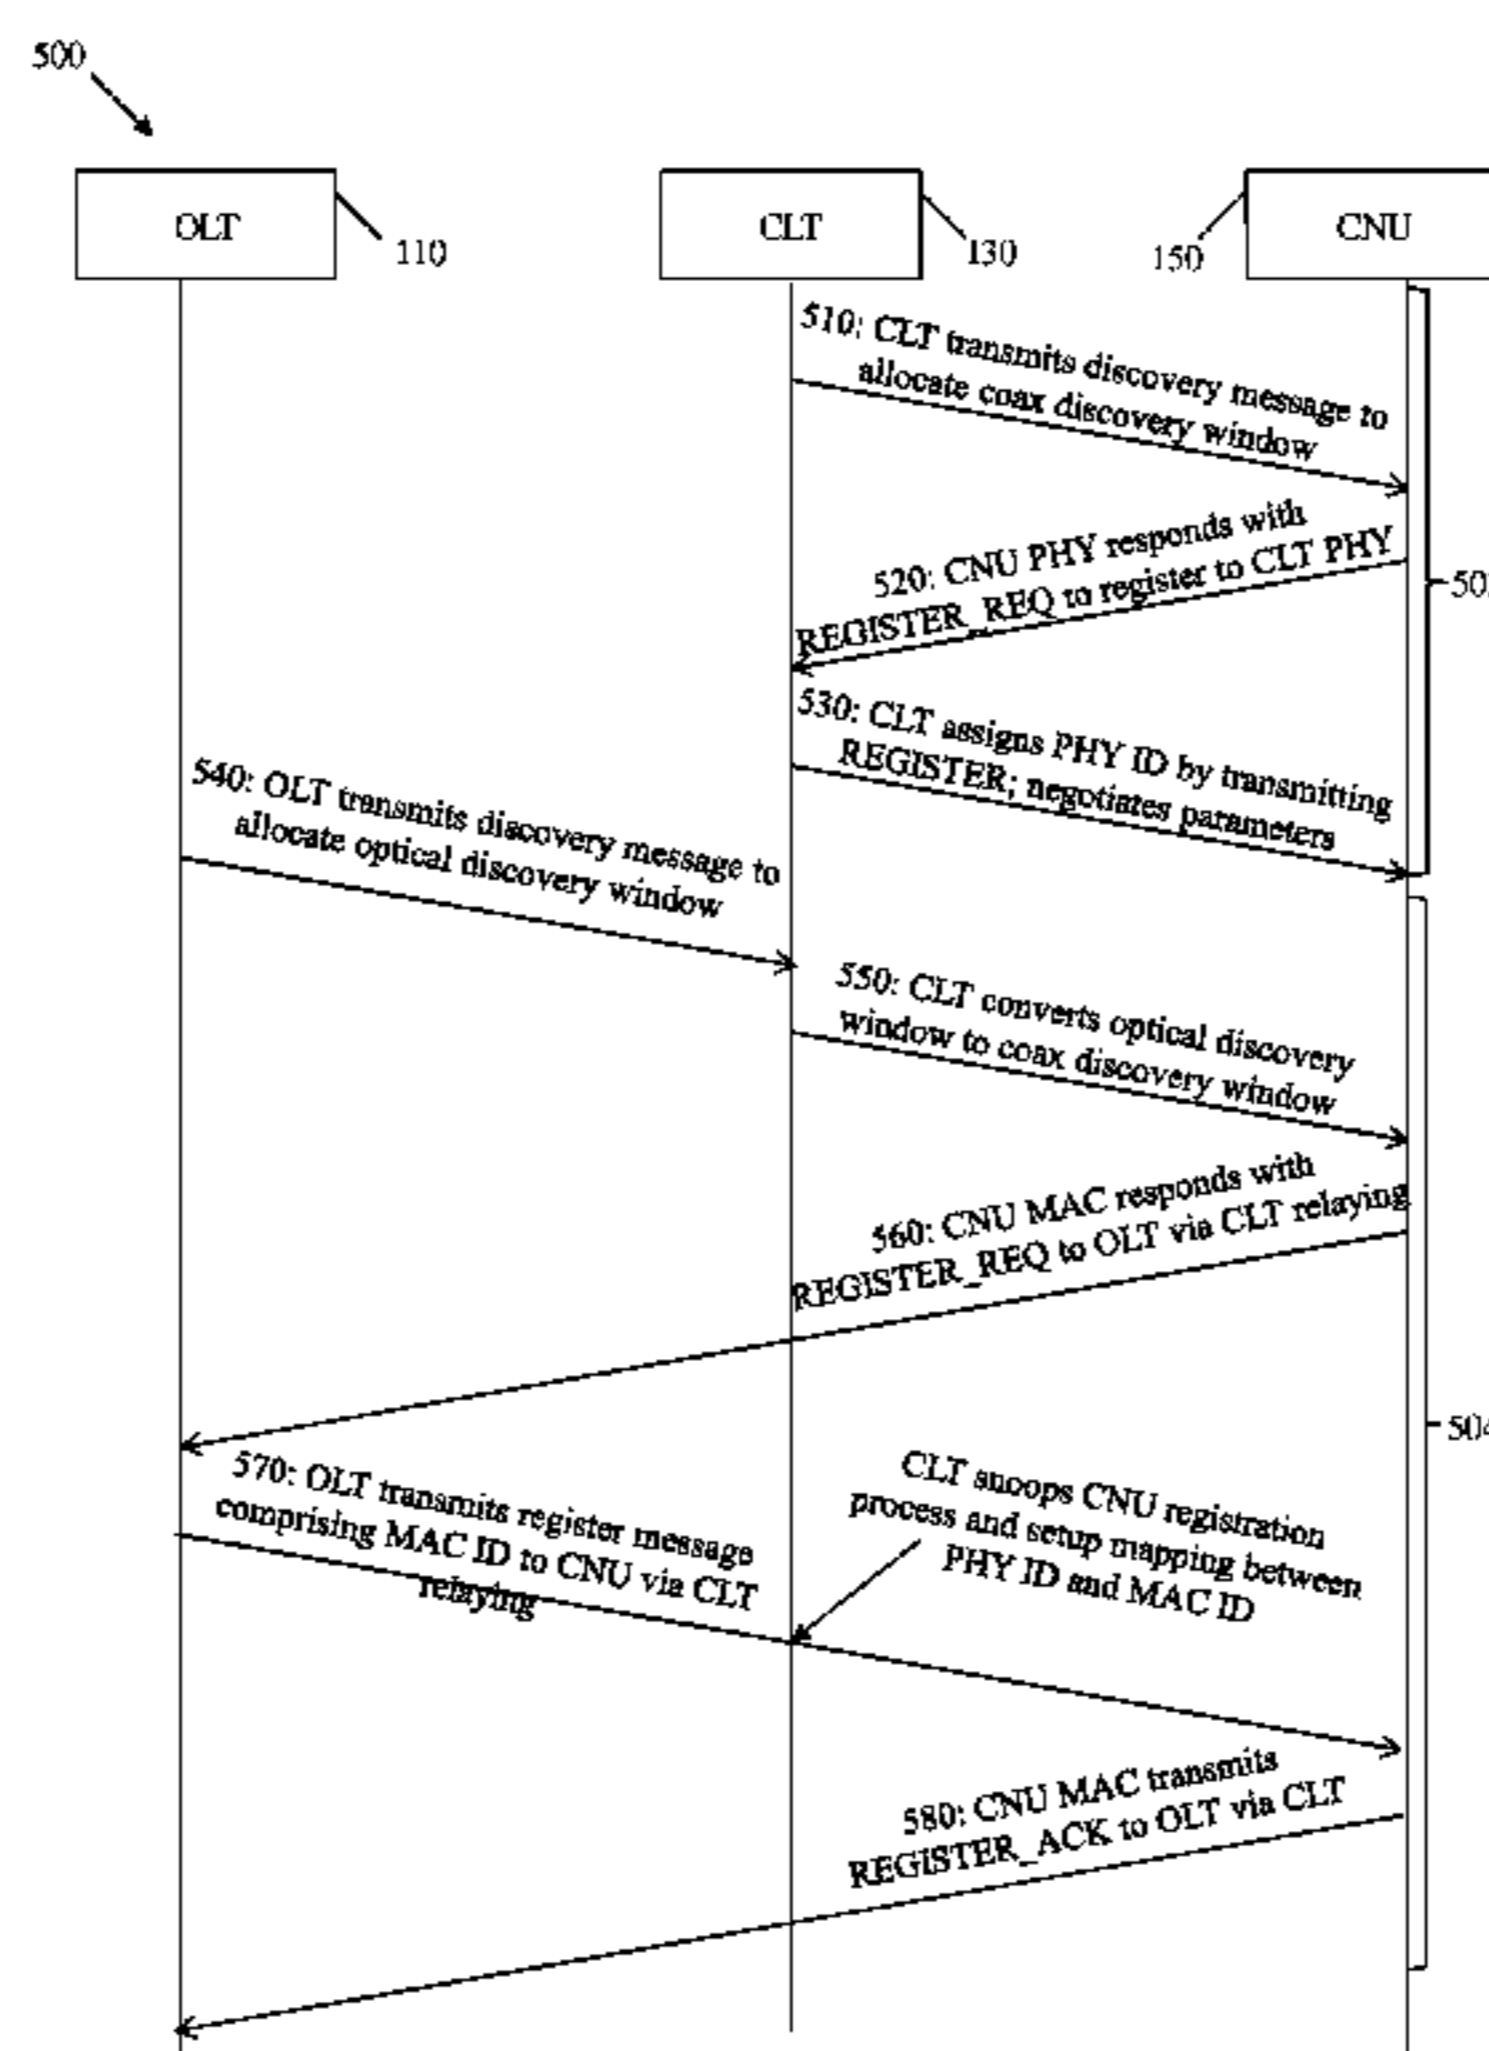 500
OLT
110
CLT
130
150
CNU
510: CLT transmits discovery message to
allocate coax discovery window
520: CNU PHY responds with
REGISTER_REQ to register to CLT PHY
530: CLT assigns PHY ID by transmitting
REGISTER; negotiates parameters
540: OLT transmits discovery message to
allocate optical discovery window
550: CLT converts optical discovery
window to coax discovery window
560: CNU MAC responds with
REGISTER_REQ to OLT via CLT relaying
504
570: OLT transmits register message
comprising MAC ID to CNU via CLT
relaying
CLT snoops CNU registration
process and setup mapping between
PHY ID and MAC ID
580: CNU MAC transmits
REGISTER_ACK to OLT via CLT